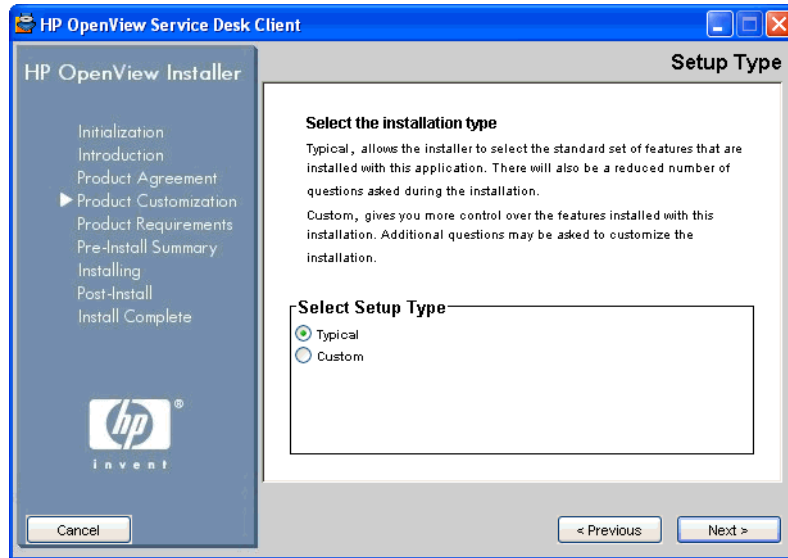 HP OpenView Service Desk Client
HP OpenView Installer
Setup Type
Initialization
Introduction
Product Agreement
Product Customization
Product Requirements
Pre-Install Summary
Installing
Post-Install
Install Complete
Select the installation type
Typical, allows the installer to select the standard set of features that are
installed with this application. There will also be a reduced number of
questions asked during the installation.
Custom, gives you more control over the features installed with this
installation. Additional questions may be asked to customize the
installation.
Select Setup Type
Typical
Custom
hp ®
invent
Cancel
< Previous
Next >